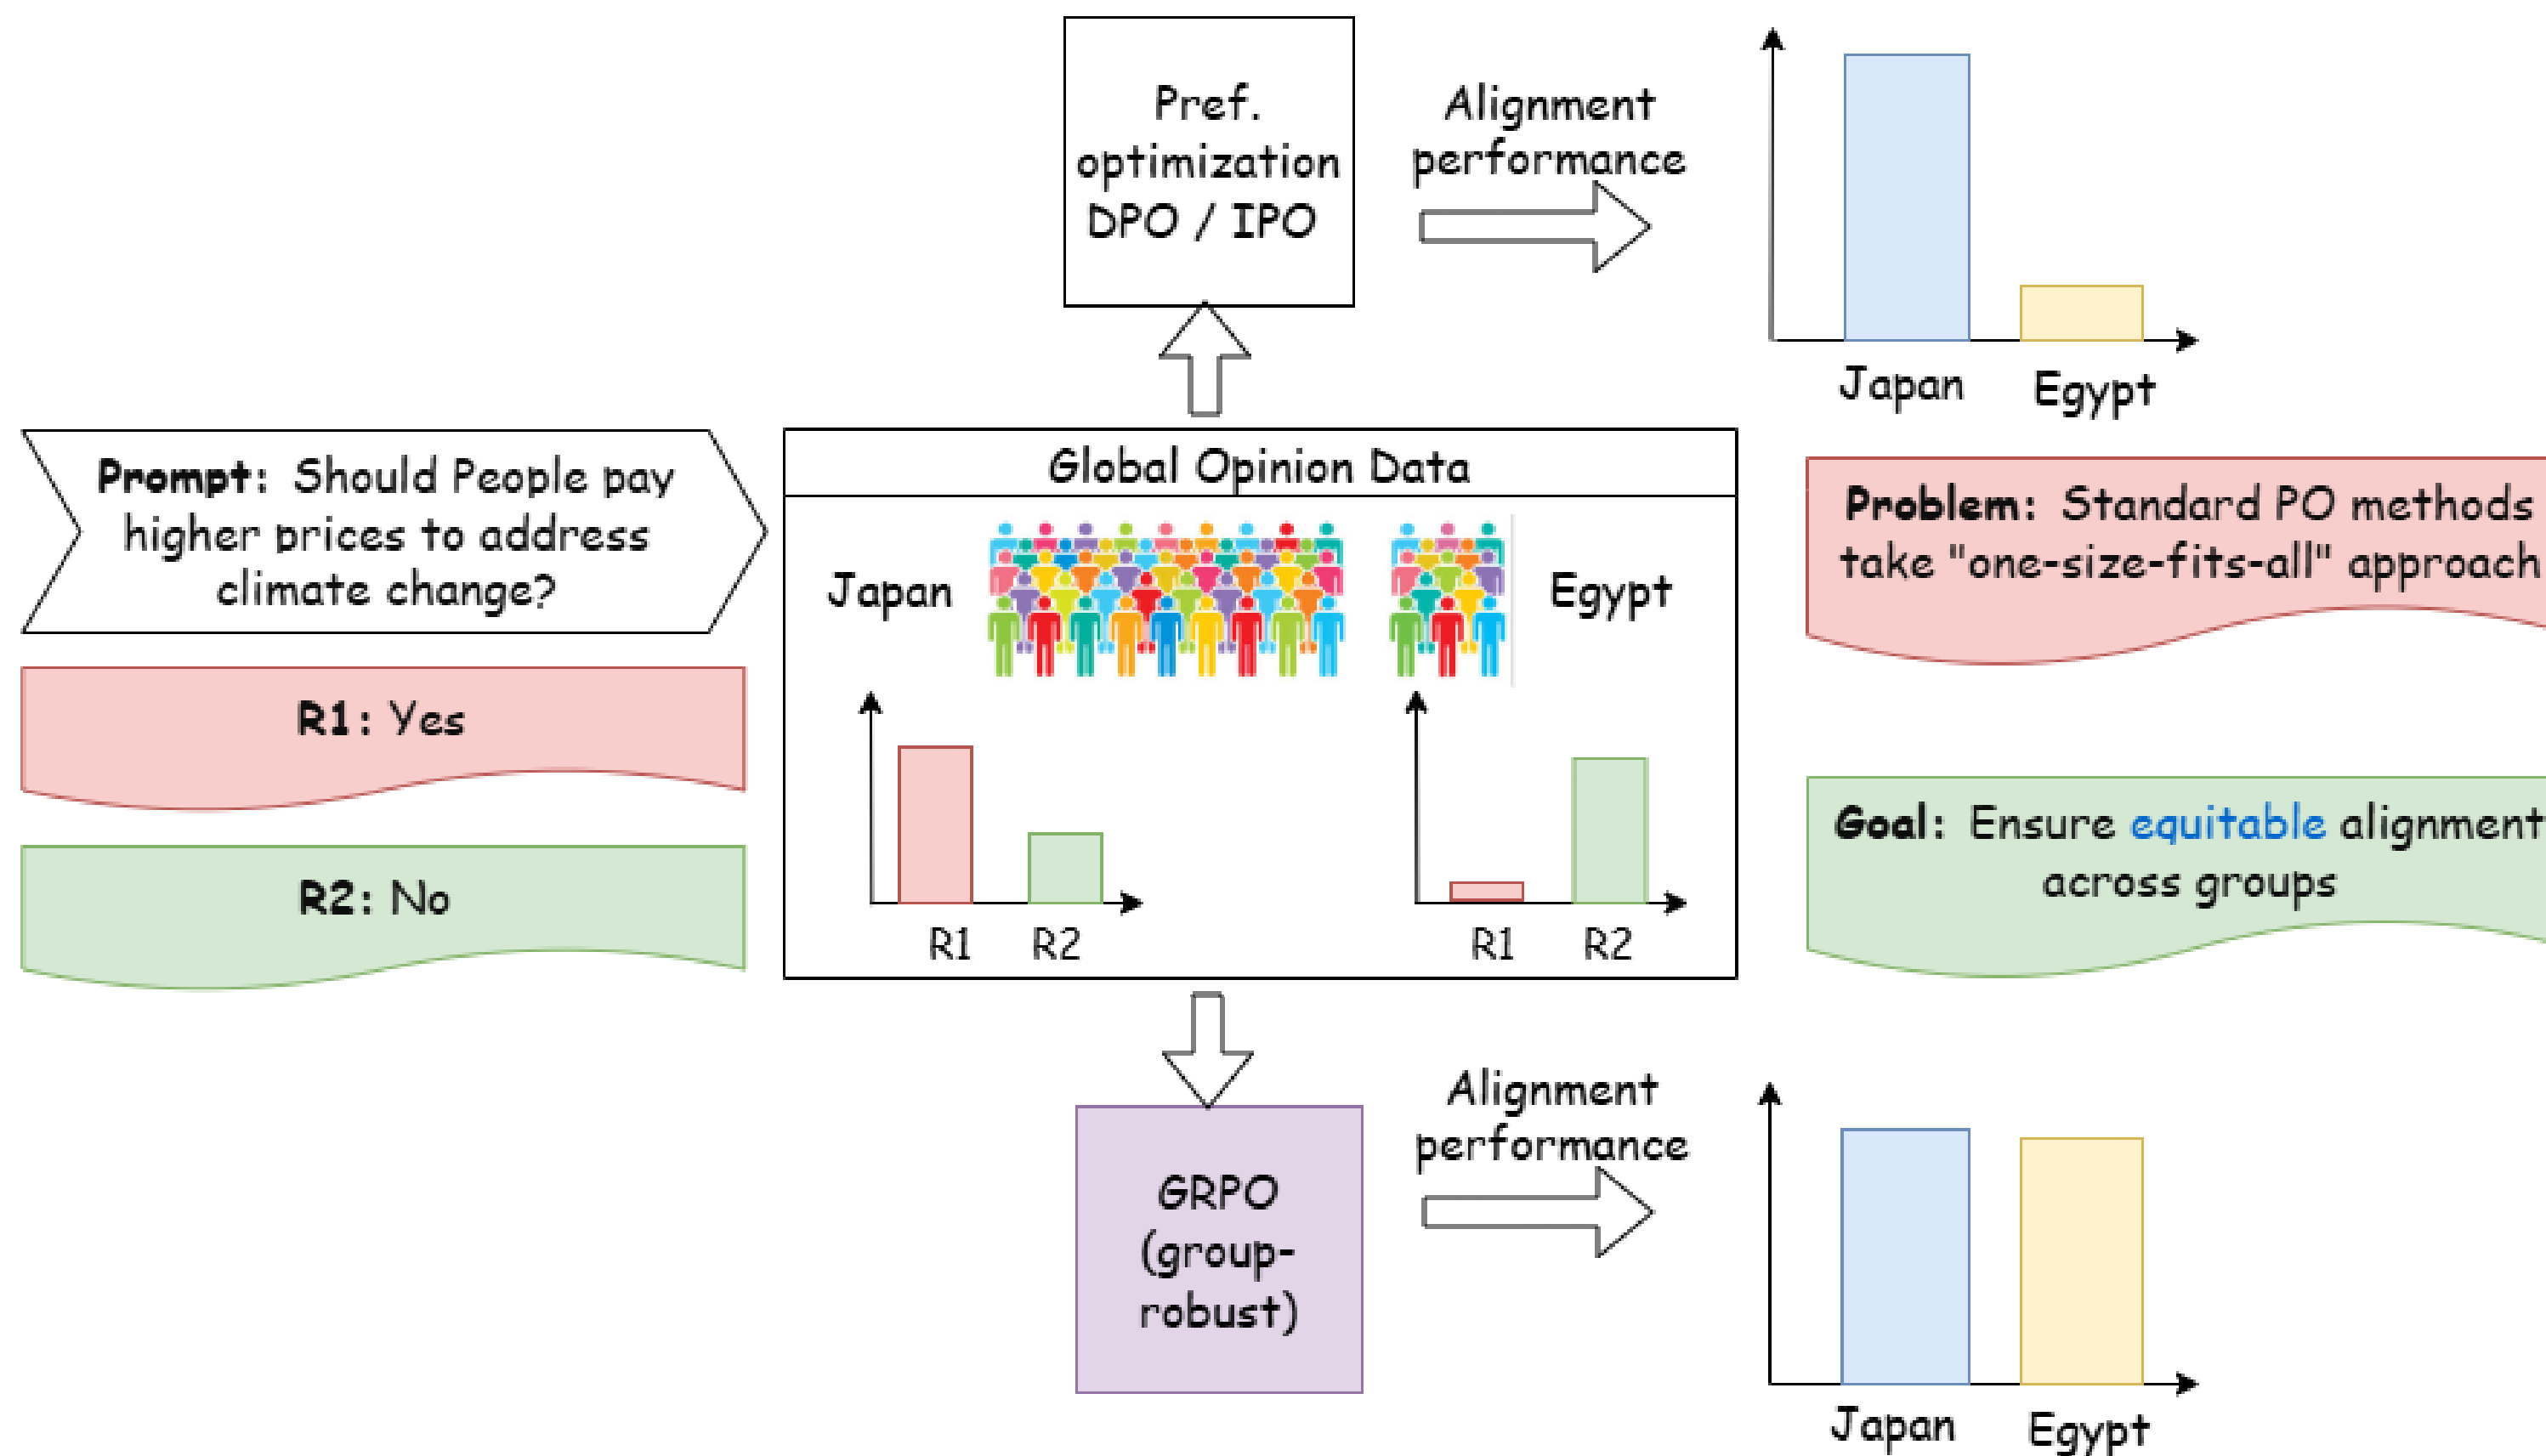 Pref.
optimization
DPO / IPO
Alignment
performance
Japan
Egypt
Prompt: Should People pay
higher prices to address
climate change?
R1: Yes
R2: No
Global Opinion Data
Japan
Egypt
R1
R2
R1
R2
Problem: Standard PO methods
take "one-size-fits-all" approach
Goal: Ensure equitable alignment
across groups
GRPO
(group-
robust)
Alignment
performance
Japan
Egypt